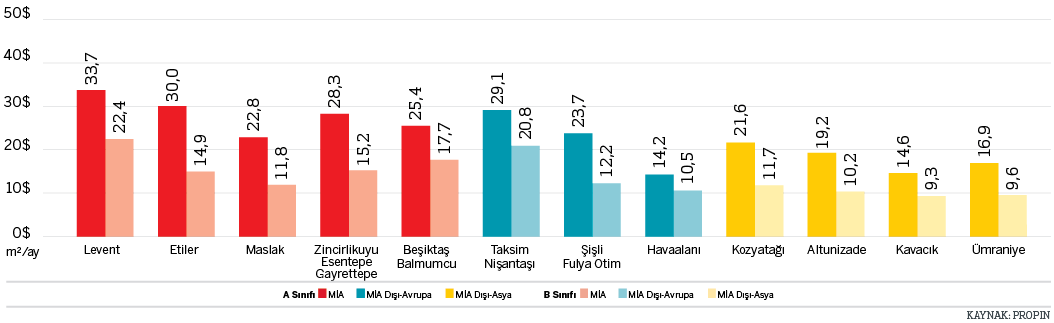 50$
40$
30$
20$
10$
0$
m²/ay
33,7
22,4
30,0
14,9
22,8
11,8
28,3
15,2
25,4
17,7
29,1
20,8
23,7
12,2
14,2
10,5
21,6
11,7
19,2
10,2
14,6
9,3
16,9
9,6
Levent
Etiler
Maslak
Zincirlikuyu
Esentepe
Gayrettepe
Beşiktaş
Balmumcu
Taksim
Nişantaşı
Şişli
Fulya Otim
Havaalanı
Kozyatağı
Altunizade
Kavacık
Ümraniye
A Sınıfı MİA MİA Dışı-Avrupa MİA Dışı-Asya B Sınıfı MİA MİA Dışı-Avrupa MİA Dışı-Asya
KAYNAK: PROPIN